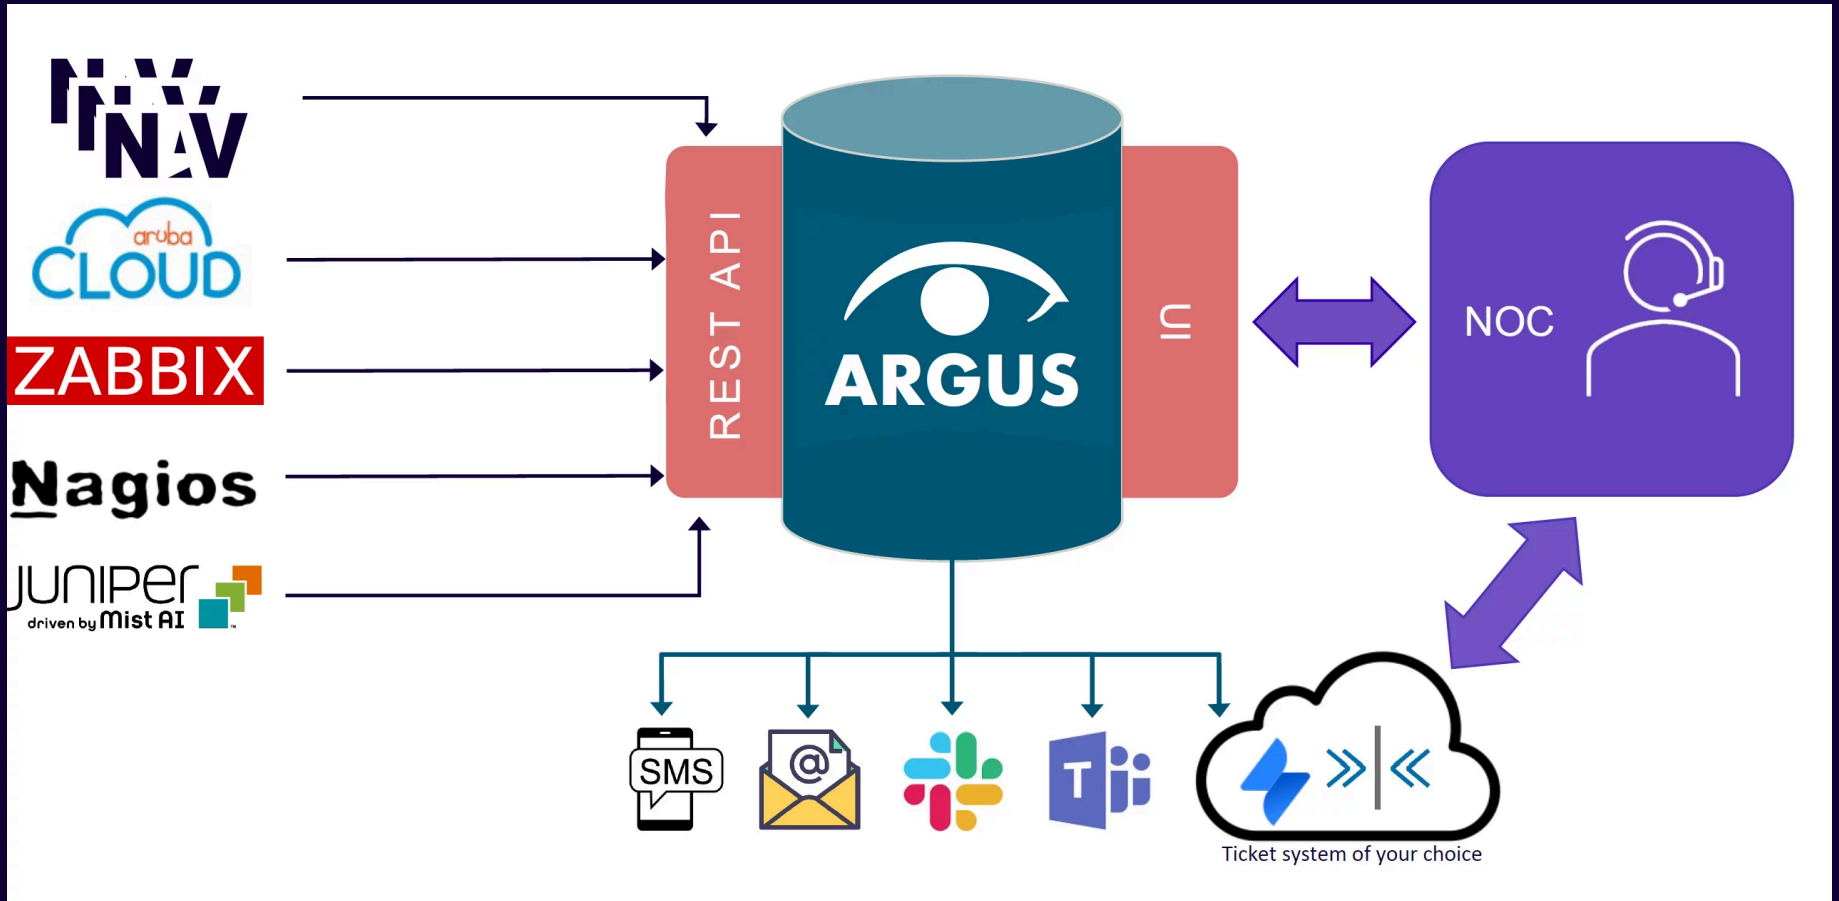 NAV
aruba
CLOUD
ZABBIX
Nagios
JUNIPer
driven by Mist AI
REST API
ARGUS
UI
NOC
SMS
@
T
Ticket system of your choice